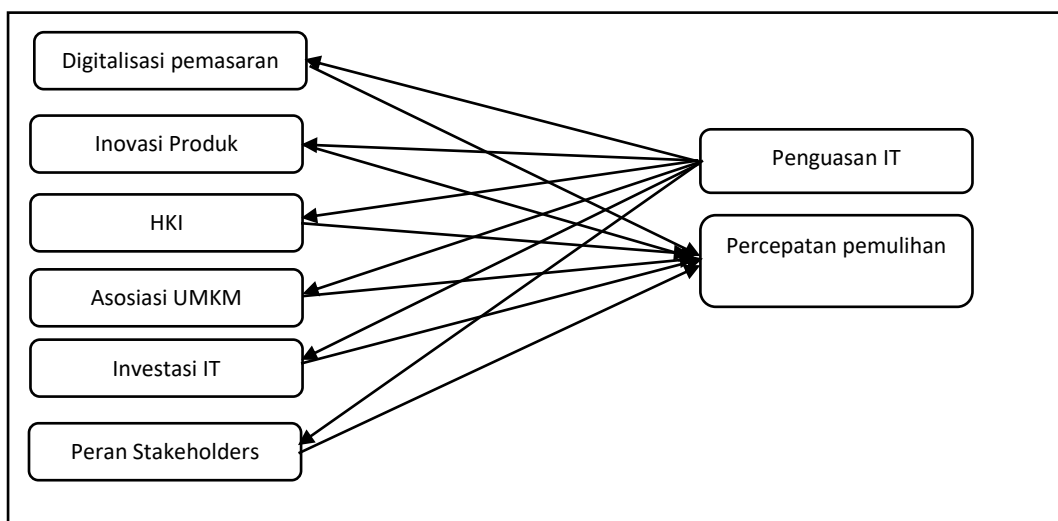 Digitalisasi pemasaran
Inovasi Produk
HKI
Asosiasi UMKM
Investasi IT
Peran Stakeholders
Penguasan IT
Percepatan pemulihan